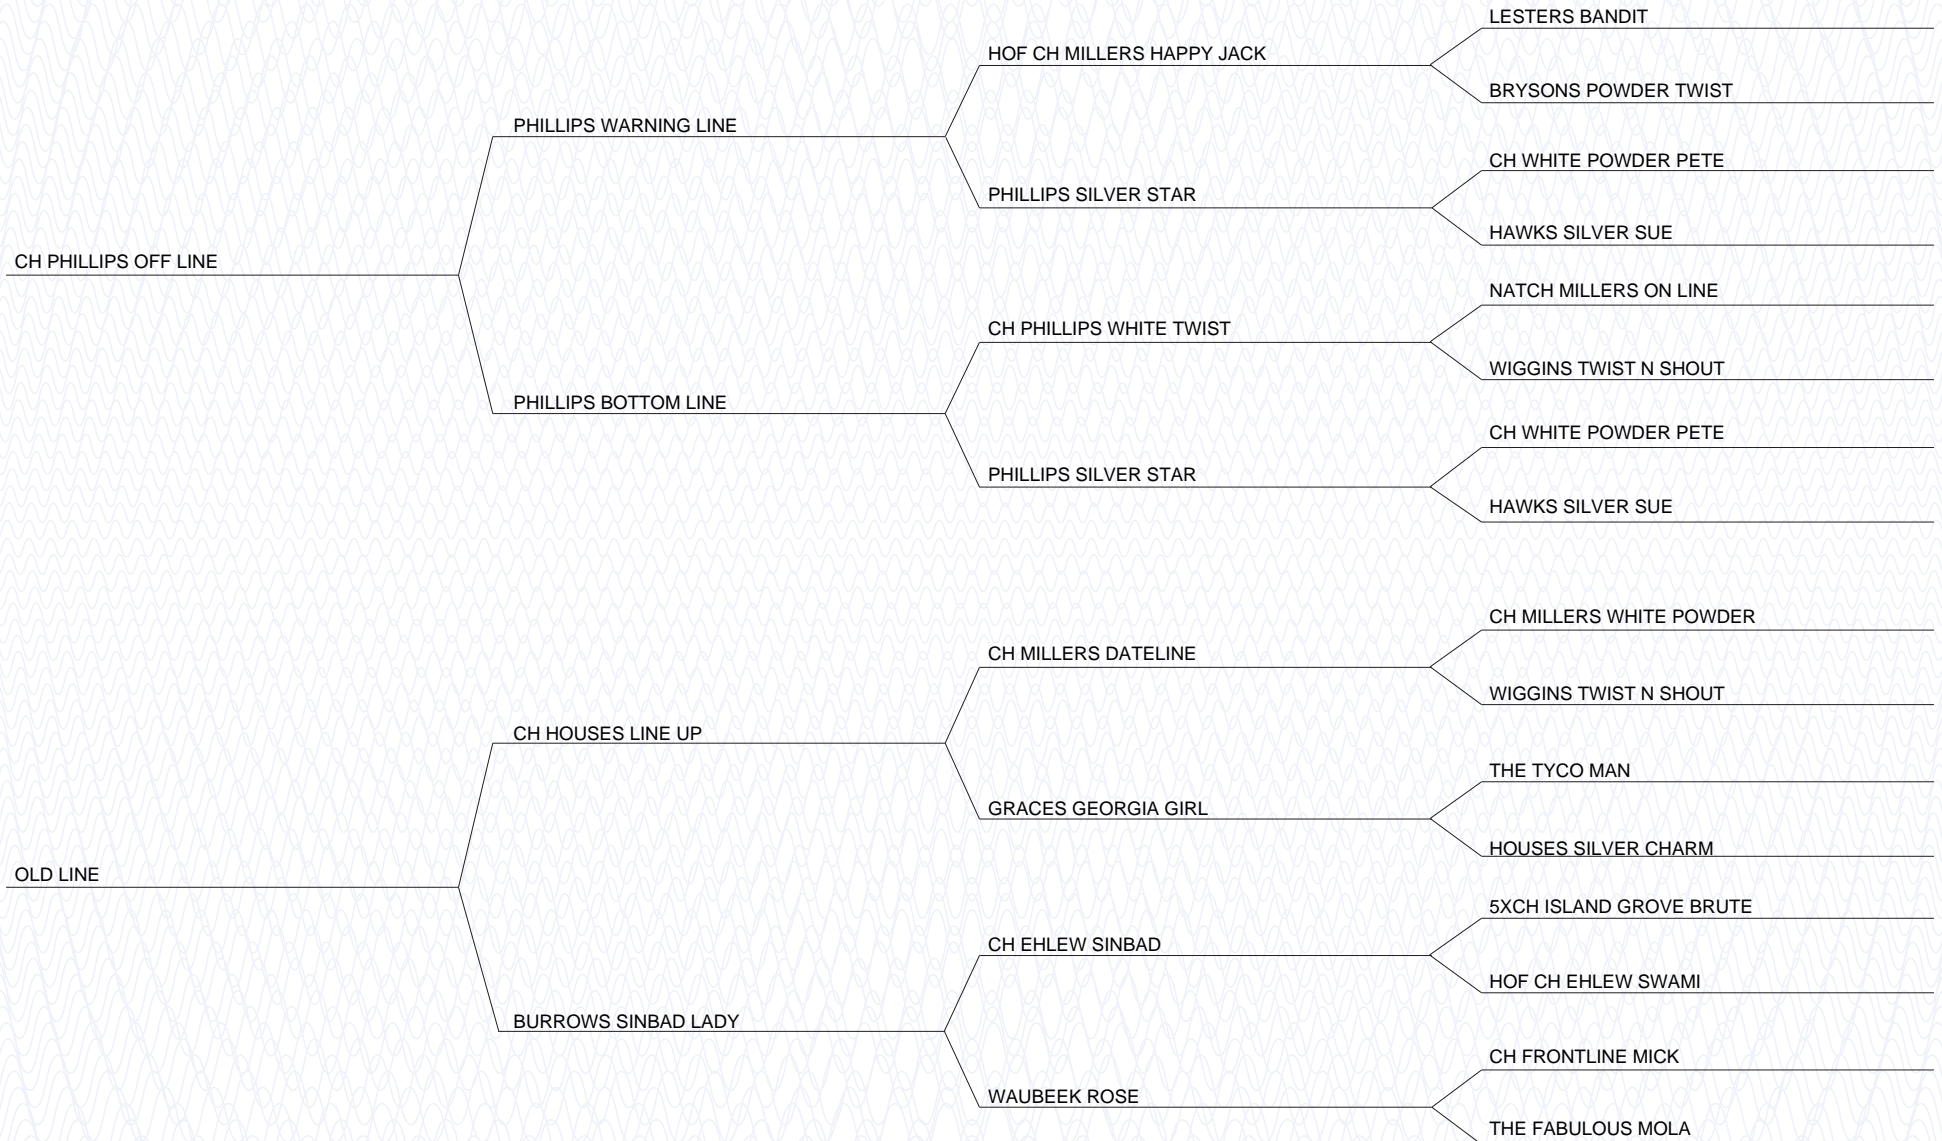 LESTERS BANDIT
HOF CH MILLERS HAPPY JACK
BRYSONS POWDER TWIST
PHILLIPS WARNING LINE
CH WHITE POWDER PETE
PHILLIPS SILVER STAR
HAWKS SILVER SUE
CH PHILLIPS OFF LINE
NATCH MILLERS ON LINE
CH PHILLIPS WHITE TWIST
WIGGINS TWIST N SHOUT
PHILLIPS BOTTOM LINE
CH WHITE POWDER PETE
PHILLIPS SILVER STAR
HAWKS SILVER SUE
CH MILLERS WHITE POWDER
CH MILLERS DATELINE
WIGGINS TWIST N SHOUT
CH HOUSES LINE UP
THE TYCO MAN
GRACES GEORGIA GIRL
HOUSES SILVER CHARM
OLD LINE
5XCH ISLAND GROVE BRUTE
CH EHLEW SINBAD
HOF CH EHLEW SWAMI
BURROWS SINBAD LADY
CH FRONTLINE MICK
WAUBEEK ROSE
THE FABULOUS MOLA